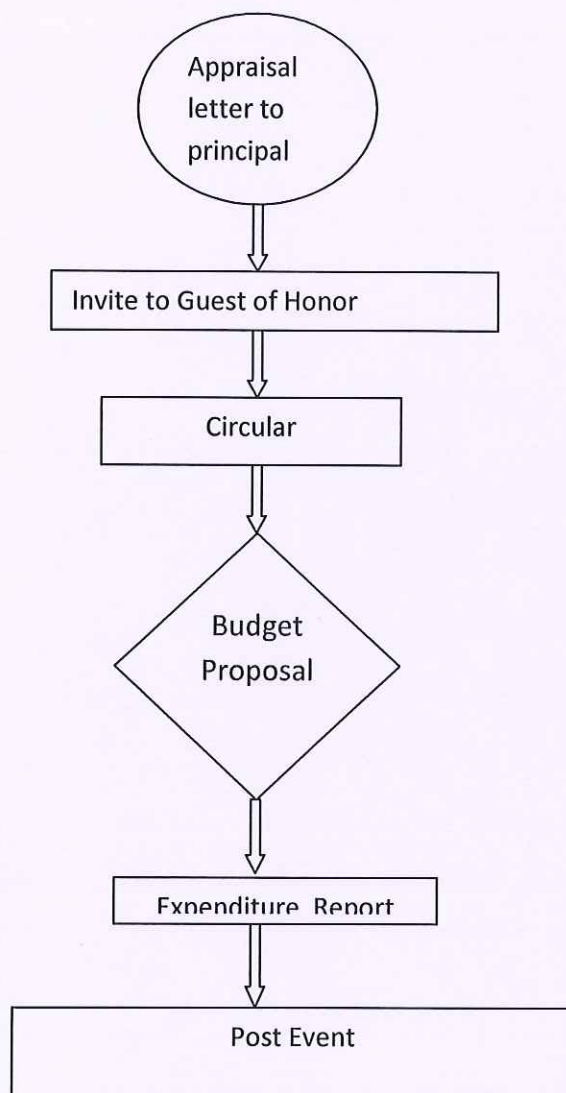 Appraisal
letter to
principal
Invite to Guest of Honor
Circular
Budget
Proposal
Expenditure Report
Post Event